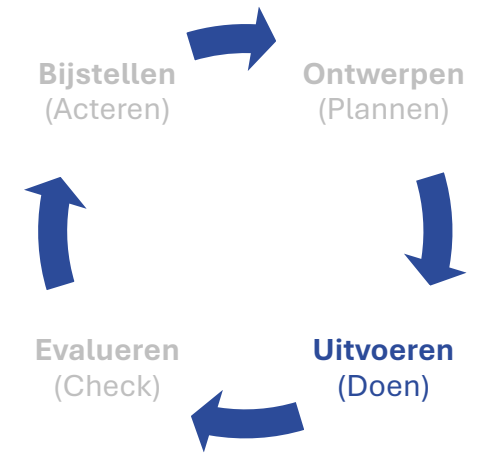 Bijstellen
(Acteren)
Ontwerpen
(Plannen)
Evalueren
(Check)
Uitvoeren
(Doen)